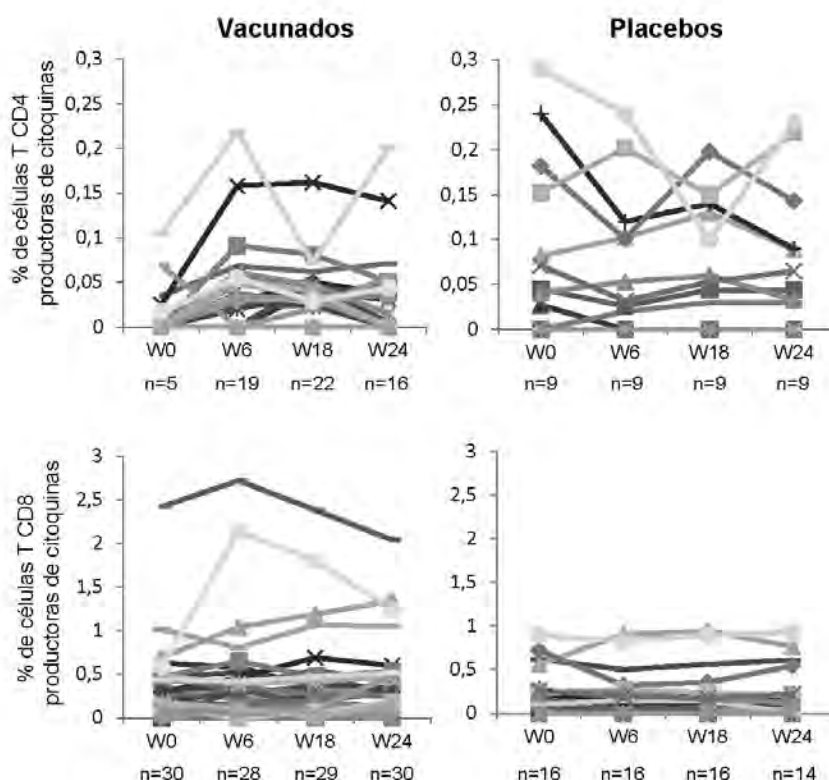 Vacunados
Placebos
% de células T CD4
productoras de citoquinas
0,3
0,25
0,2
0,15
0,1
0,05
0
W0 W6 W18 W24
n=5 n=19 n=22 n=16
0,3
0,25
0,2
0,15
0,1
0,05
0
W0 W6 W18 W24
n=9 n=9 n=9 n=9
% de células T CD8
productoras de citoquinas
3
2,5
2
1,5
1
0,5
0
W0 W6 W18 W24
n=30 n=28 n=29 n=30
3
2,5
2
1,5
1
0,5
0
W0 W6 W18 W24
n=16 n=16 n=16 n=14